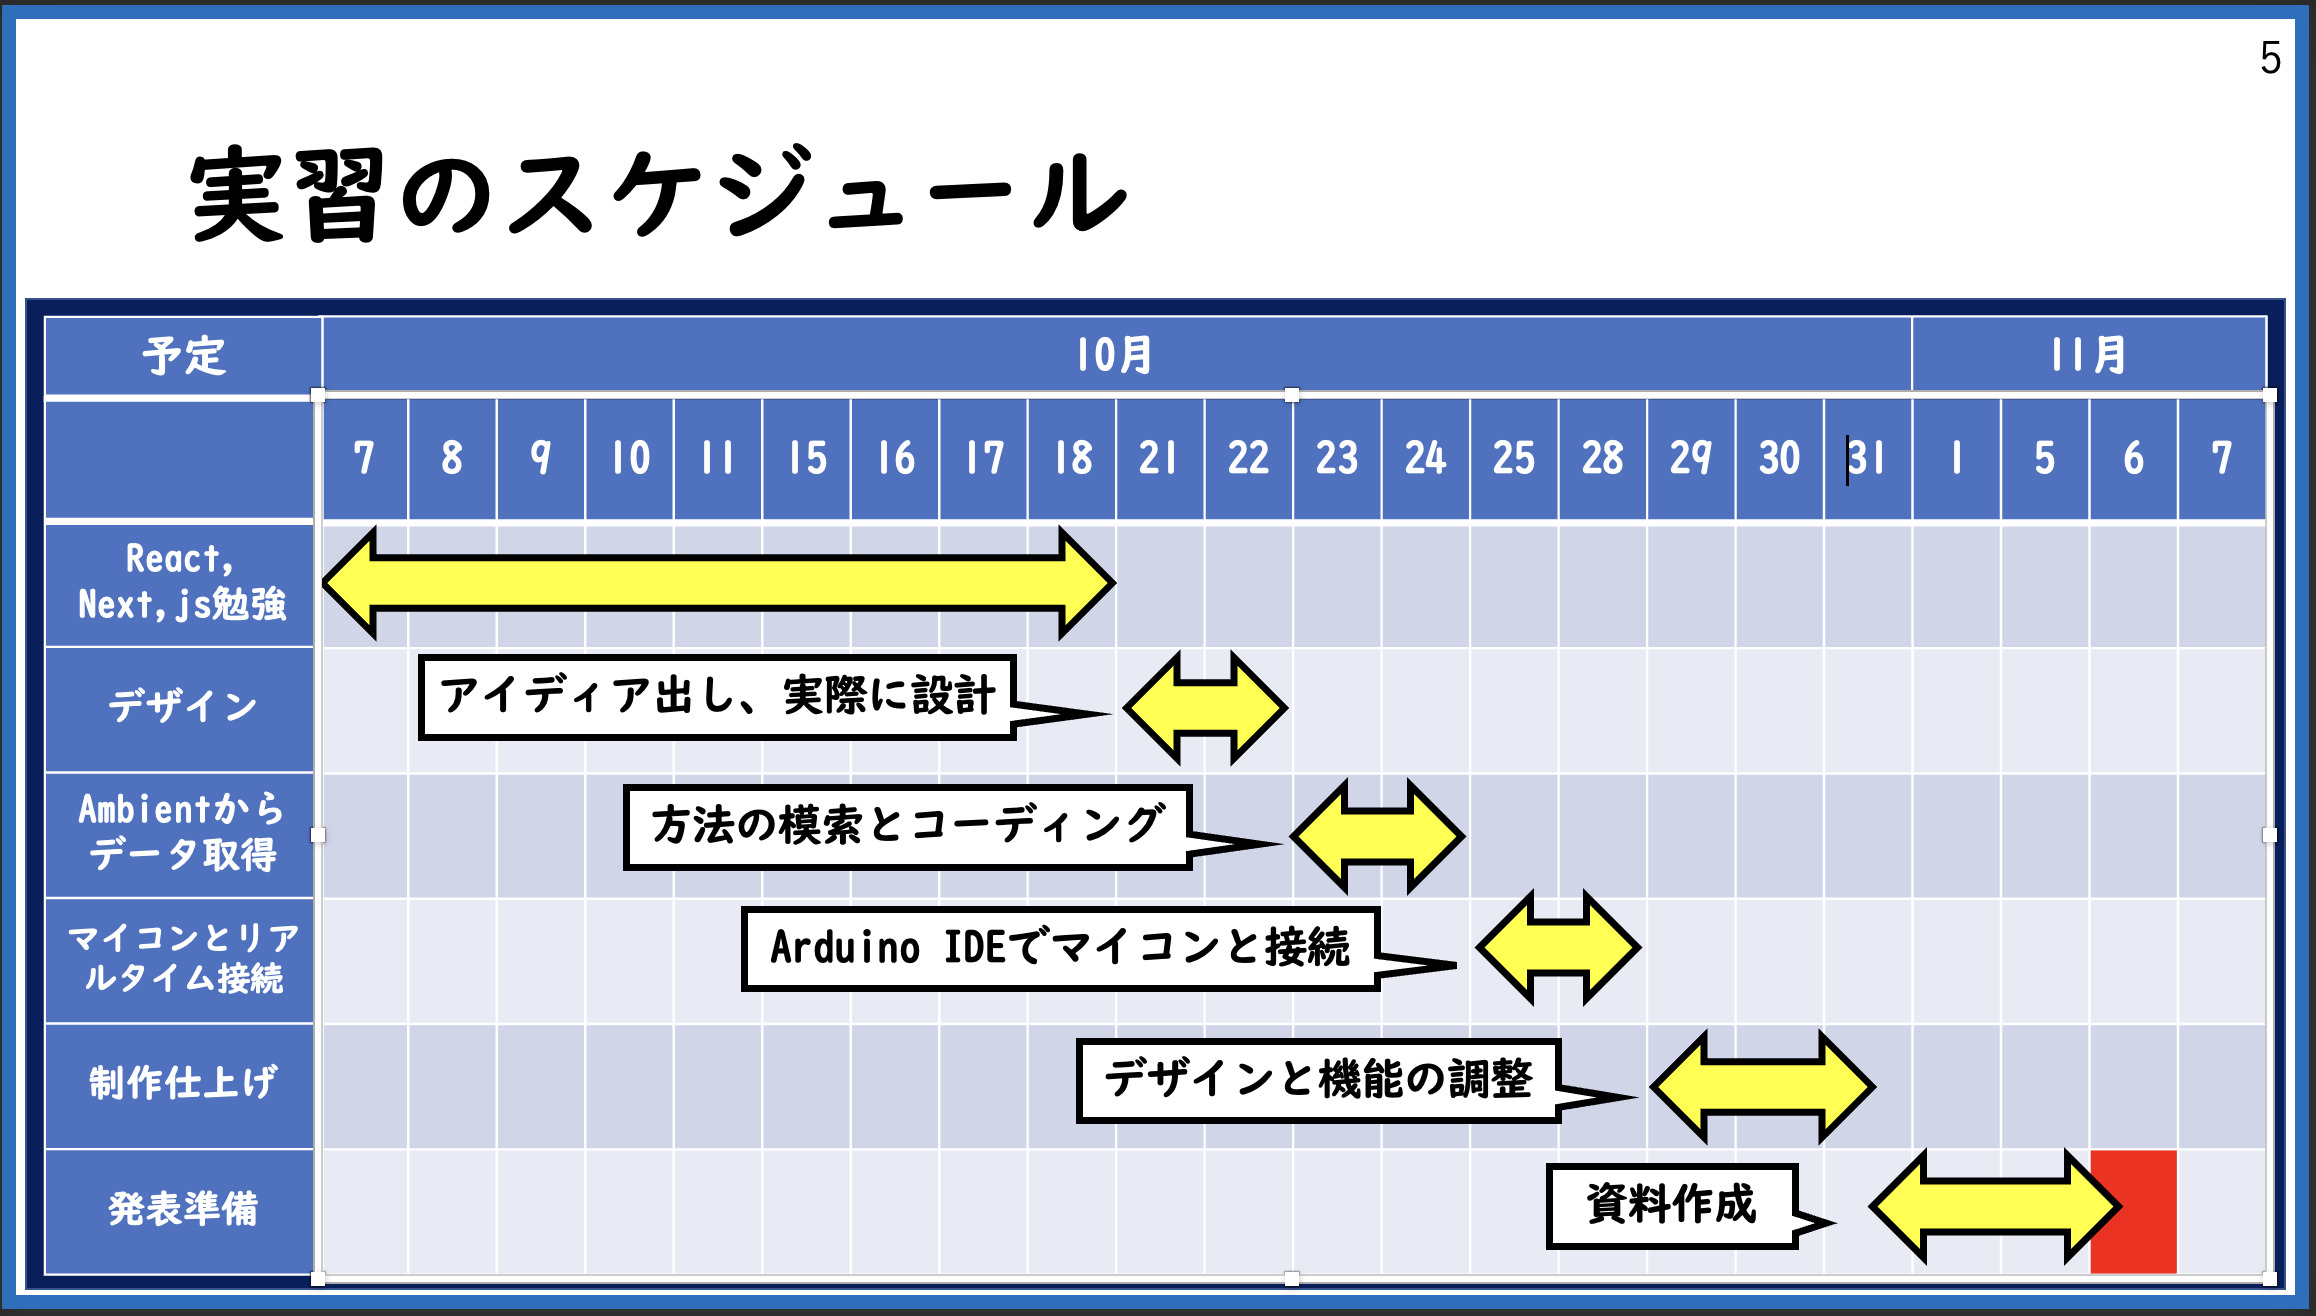 5
実習のスケジュール
予定 10月 11月
7 8 9 10 11 15 16 17 18 21 22 23 24 25 28 29 30 31 1 5 6 7
React,
Next,js勉強
デザイン
アイディア出し、実際に設計
Ambientから
データ取得
方法の模索とコーディング
マイコンとリア
ルタイム接続
Arduino IDEでマイコンと接続
制作仕上げ
デザインと機能の調整
発表準備
資料作成